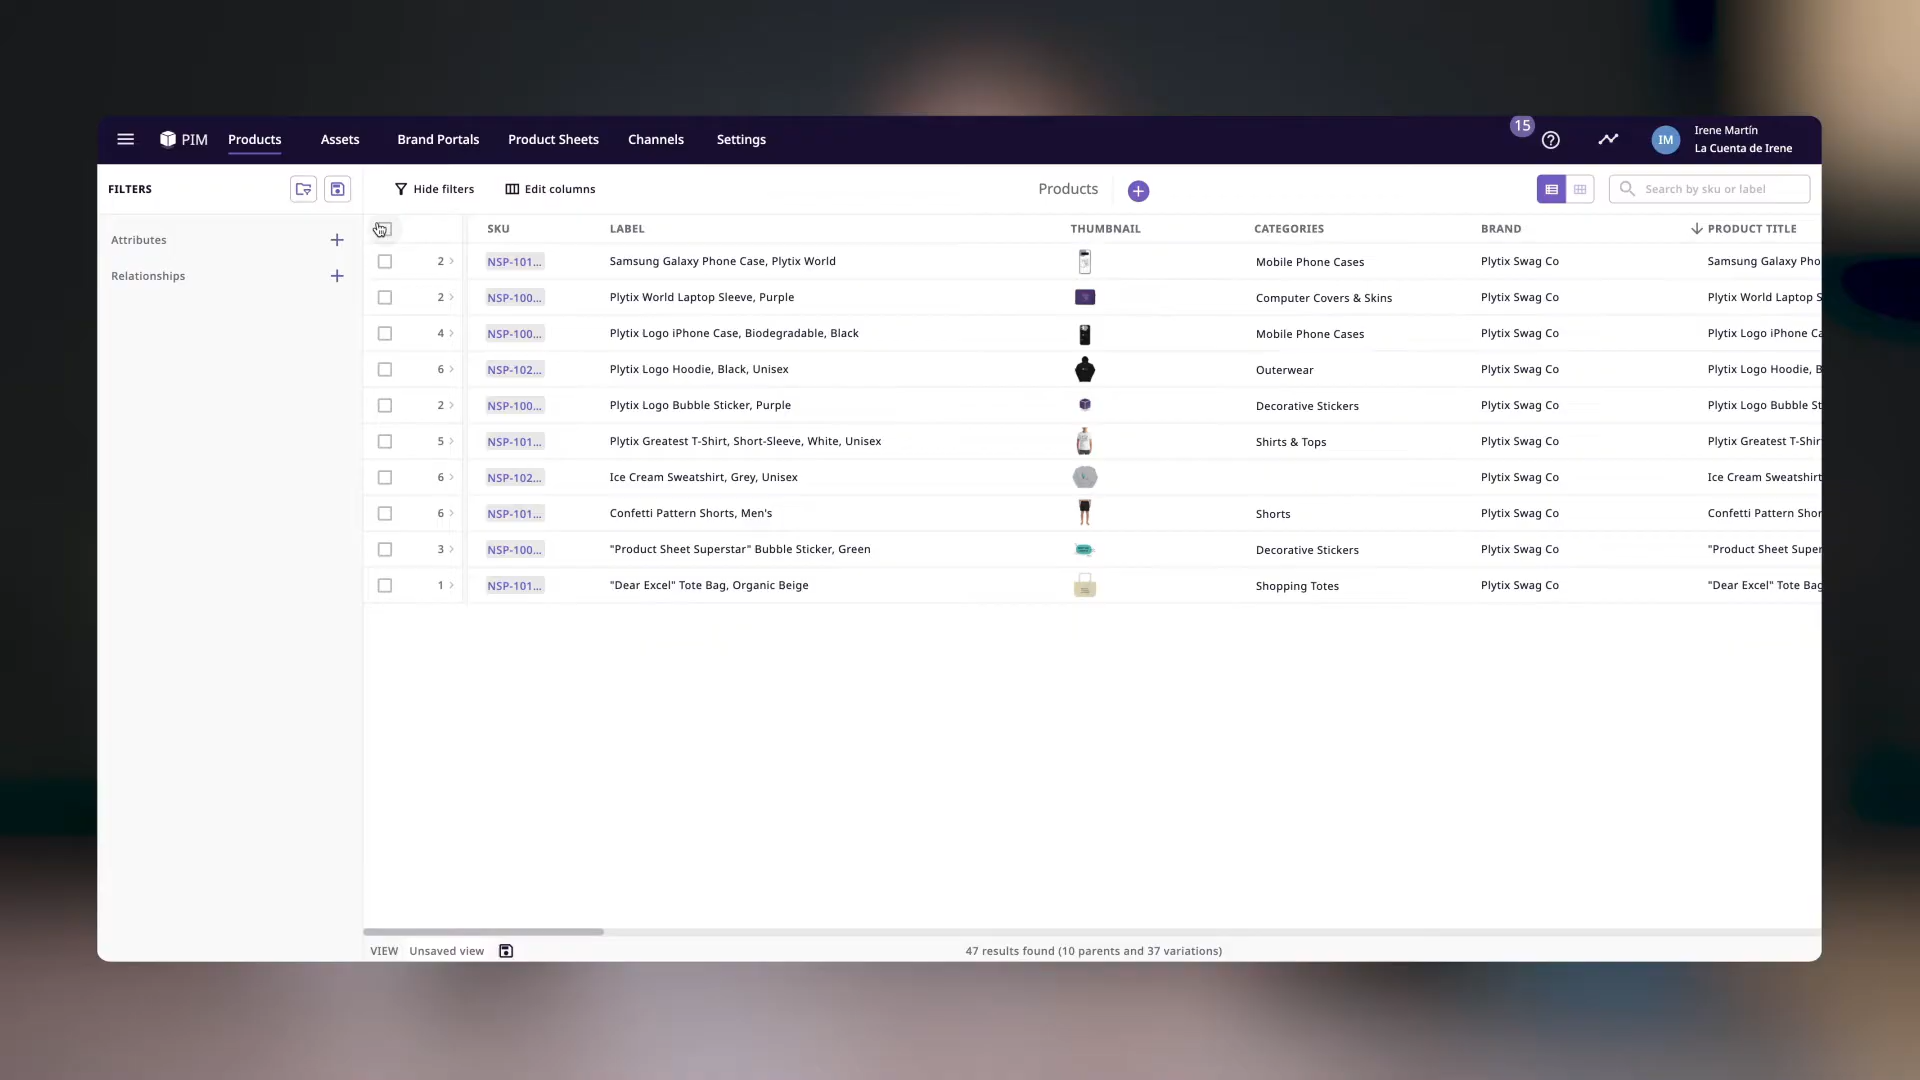 PIM Products Assets Brand Portals Product Sheets Channels Settings 15 IM Irene Martín
La Cuenta de Irene
FILTERS Hide filters Edit columns Products Search by sku or label
Attributes
Relationships
SKU LABEL THUMBNAIL CATEGORIES BRAND PRODUCT TITLE
2 NSP-101... Samsung Galaxy Phone Case, Plytix World Mobile Phone Cases Plytix Swag Co Samsung Galaxy Pho
2 NSP-100... Plytix World Laptop Sleeve, Purple Computer Covers & Skins Plytix Swag Co Plytix World Laptop S
4 NSP-100... Plytix Logo iPhone Case, Biodegradable, Black Mobile Phone Cases Plytix Swag Co Plytix Logo iPhone Ca
6 NSP-102... Plytix Logo Hoodie, Black, Unisex Outerwear Plytix Swag Co Plytix Logo Hoodie, B
2 NSP-100... Plytix Logo Bubble Sticker, Purple Decorative Stickers Plytix Swag Co Plytix Logo Bubble St
5 NSP-101... Plytix Greatest T-Shirt, Short-Sleeve, White, Unisex Shirts & Tops Plytix Swag Co Plytix Greatest T-Shir
6 NSP-102... Ice Cream Sweatshirt, Grey, Unisex Plytix Swag Co Ice Cream Sweatshirt
6 NSP-101... Confetti Pattern Shorts, Men's Shorts Plytix Swag Co Confetti Pattern Shor
3 NSP-100... "Product Sheet Superstar" Bubble Sticker, Green Decorative Stickers Plytix Swag Co "Product Sheet Super
1 NSP-101... "Dear Excel" Tote Bag, Organic Beige Shopping Totes Plytix Swag Co "Dear Excel" Tote Bag
VIEW Unsaved view 47 results found (10 parents and 37 variations)